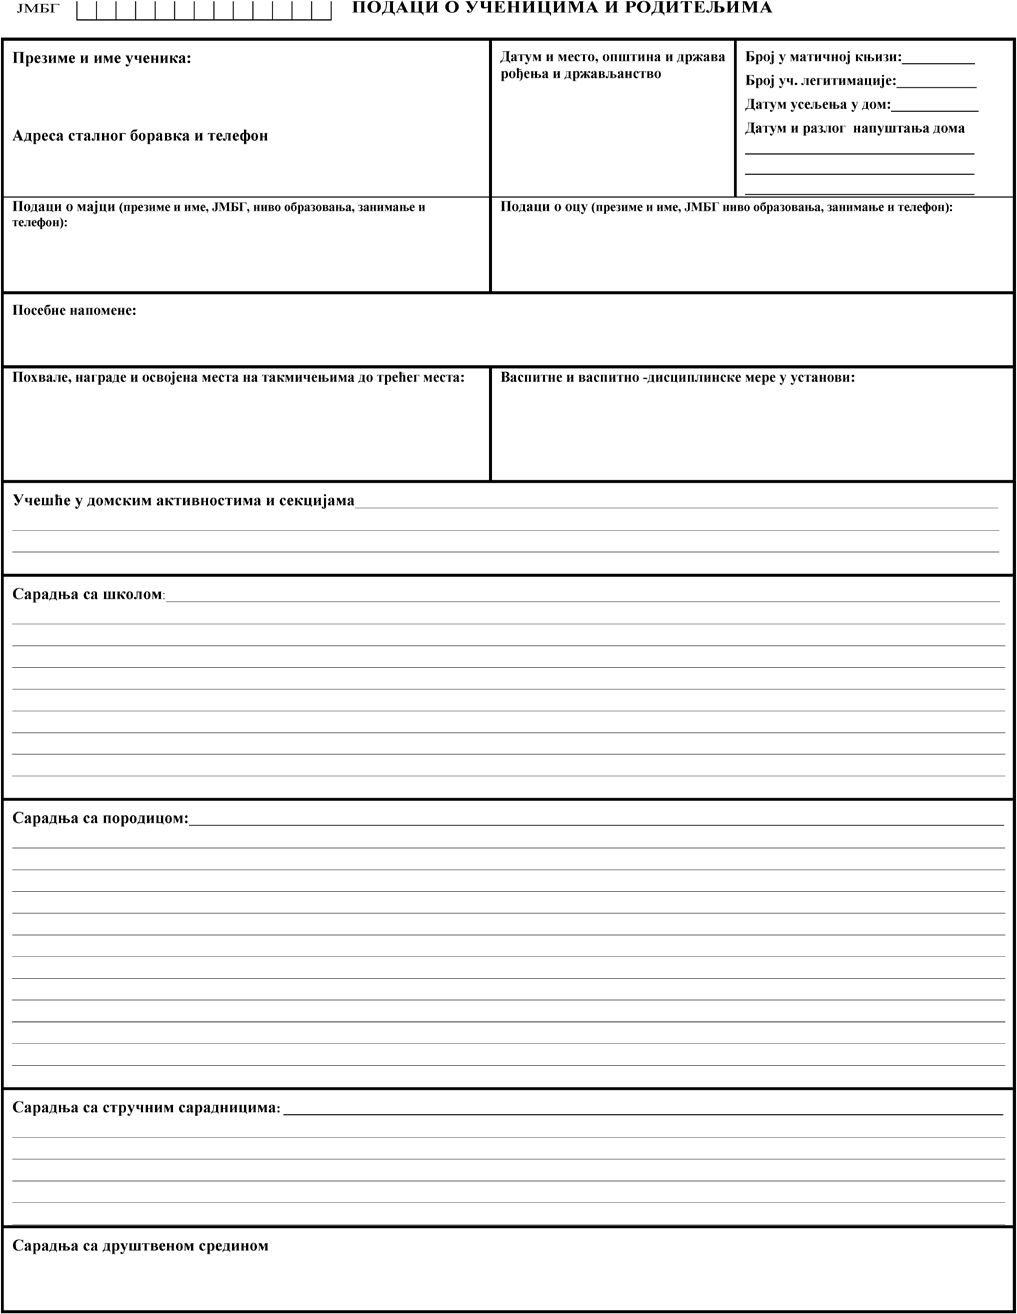 ЈМБГ ПОДАЦИ О УЧЕНИЦИМА И РОДИТЕЉИМА
Презиме и име ученика:
Адреса сталног боравка и телефон
Датум и место, општина и држава
рођења и држављанство
Број у матичној књизи:__________
Број уч. легитимације:___________
Датум усељења у дом:____________
Датум и разлог напуштања дома
Подаци о мајци (презиме и име, ЈМБГ, ниво образовања, занимање и
телефон):
Подаци о оцу (презиме и име, ЈМБГ ниво образовања, занимање и телефон):
Посебне напомене:
Похвале, награде и освојена места на такмичењима до трећег места:
Васпитне и васпитно -дисциплинске мере у установи:
Учешће у домским активностима и секцијама
Сарадња са школом:
Сарадња са породицом:
Сарадња са стручним сарадницима:
Сарадња са друштвеном средином